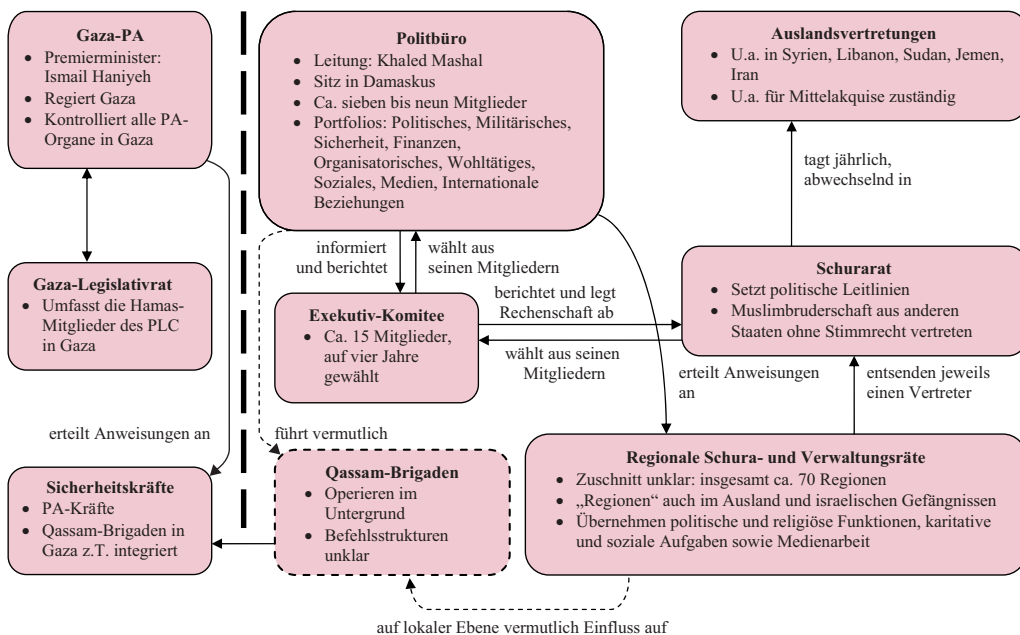 Gaza-PA
Premierminister:
Ismail Haniyeh
Regiert Gaza
Kontrolliert alle PA-
Organe in Gaza
Politbüro
Leitung: Khaled Mashal
Sitz in Damaskus
Ca. sieben bis neun Mitglieder
Portfolios: Politisches, Militärisches,
Sicherheit, Finanzen,
Organisatorisches, Wohltätiges,
Soziales, Medien, Internationale
Beziehungen
Auslandsvertretungen
U.a. in Syrien, Libanon, Sudan, Jemen,
Iran
U.a. für Mittelakquise zuständig
tagt jährlich,
abwechselnd in
informiert
und berichtet
wählt aus
seinen Mitgliedern
Gaza-Legislativrat
Umfasst die Hamas-
Mitglieder des PLC
in Gaza
Exekutiv-Komitee
Ca. 15 Mitglieder,
auf vier Jahre
gewählt
berichtet und legt
Rechenschaft ab
wählt aus seinen
Mitgliedern
Schurarat
Setzt politische Leitlinien
Muslimbruderschaft aus anderen
Staaten ohne Stimmrecht vertreten
erteilt Anweisungen
an
entsenden jeweils
einen Vertreter
erteilt Anweisungen an
führt vermutlich
Sicherheitskräfte
PA-Kräfte
Qassam-Brigaden in
Gaza z.T. integriert
Qassam-Brigaden
Operieren im
Untergrund
Befehlsstrukturen
unklar
Regionale Schura- und Verwaltungsräte
Zuschnitt unklar: insgesamt ca. 70 Regionen
„Regionen“ auch im Ausland und israelischen Gefängnissen
Übernehmen politische und religiöse Funktionen, karitative
und soziale Aufgaben sowie Medienarbeit
auf lokaler Ebene vermutlich Einfluss auf